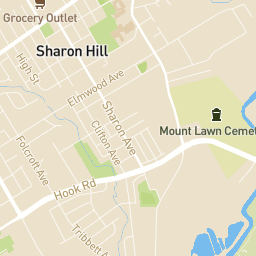 Grocery Outlet
Sharon Hill
High St
Elmwood Ave
Sharon Ave
Clifton Ave
Mount Lawn Cemet
Folcroft Ave
Hook Rd
Tribbett Av